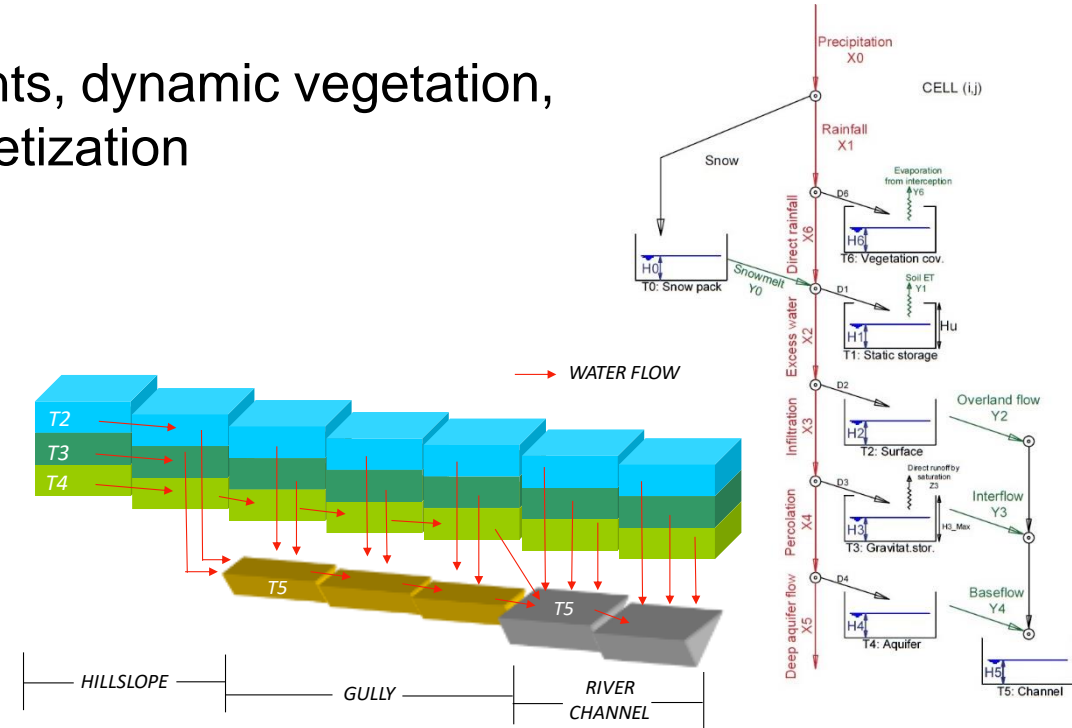 nts, dynamic vegetation,
etization
Precipitation
X0
CELL (i,j)
Rainfall
X1
Snow
Evaporation
from interception
Y6
D6
Direct rainfall
X6
H6
T6: Vegetation cov.
H0
T0: Snow pack
Snowmelt
Y0
Soil ET
Y1
D1
Excess water
X2
H1
Hu
T1: Static storage
D2
Infiltration
X3
H2
T2: Surface
Overland flow
Y2
Direct runoff by
saturation
Z3
D3
Percolation
X4
H3
H3_Max
T3: Gravitat.stor.
Interflow
Y3
D4
Deep aquifer flow
X5
H4
T4: Aquifer
Baseflow
Y4
H5
T5: Channel
WATER FLOW
T2
T3
T4
T5
T5
HILLSLOPE
GULLY
RIVER
CHANNEL